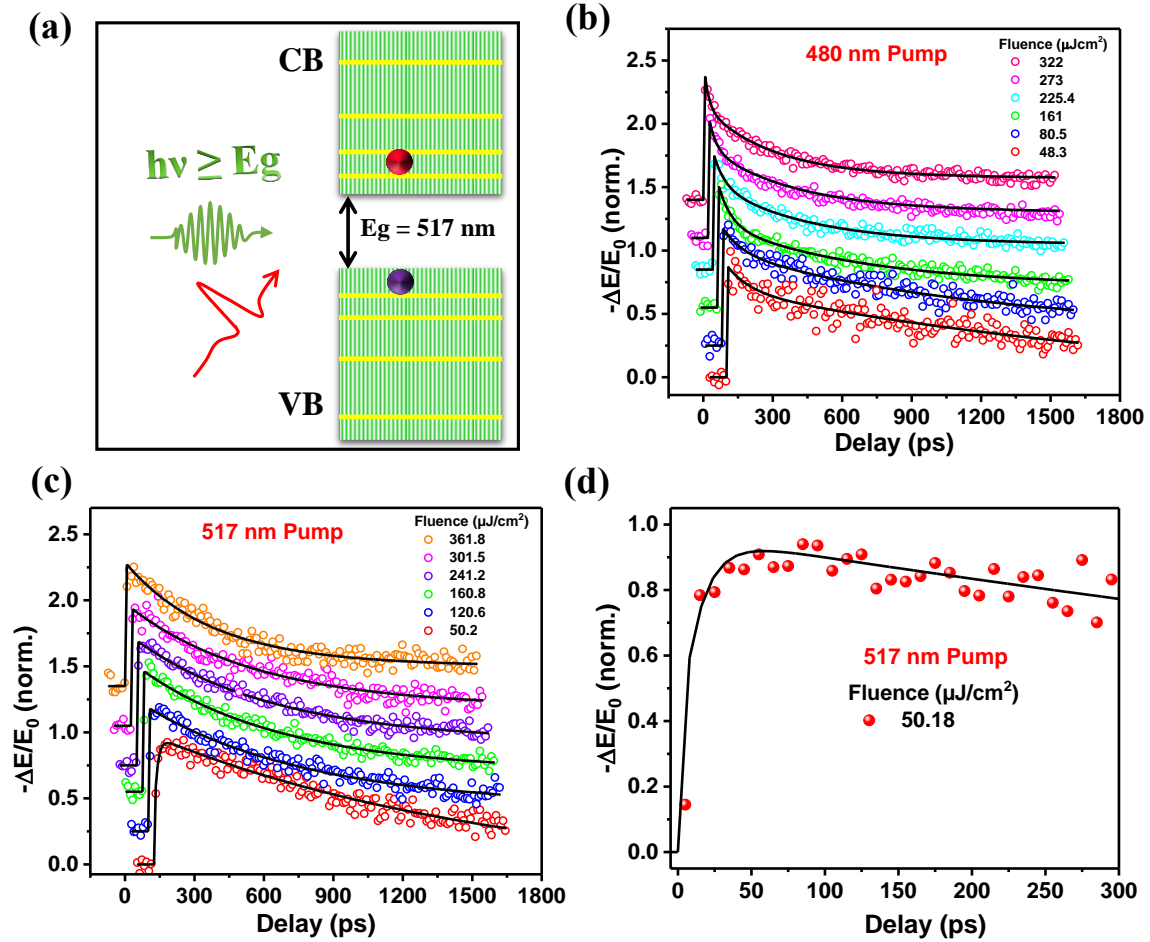 (a)
CB
hν ≥ Eg
Eg = 517 nm
VB
(b)
480 nm Pump
Fluence (μJcm²)
322
273
225.4
161
80.5
48.3
2.5
2.0
1.5
1.0
0.5
0.0
-ΔE/E₀ (norm.)
0 300 600 900 1200 1500 1800
Delay (ps)
(c)
517 nm Pump
Fluence (μJ/cm²)
361.8
301.5
241.2
160.8
120.6
50.2
2.5
2.0
1.5
1.0
0.5
0.0
-ΔE/E₀ (norm.)
0 300 600 900 1200 1500 1800
Delay (ps)
(d)
1.0
0.8
0.6
0.4
0.2
0.0
-ΔE/E₀ (norm.)
517 nm Pump
Fluence (μJ/cm²)
50.18
0 50 100 150 200 250 300
Delay (ps)